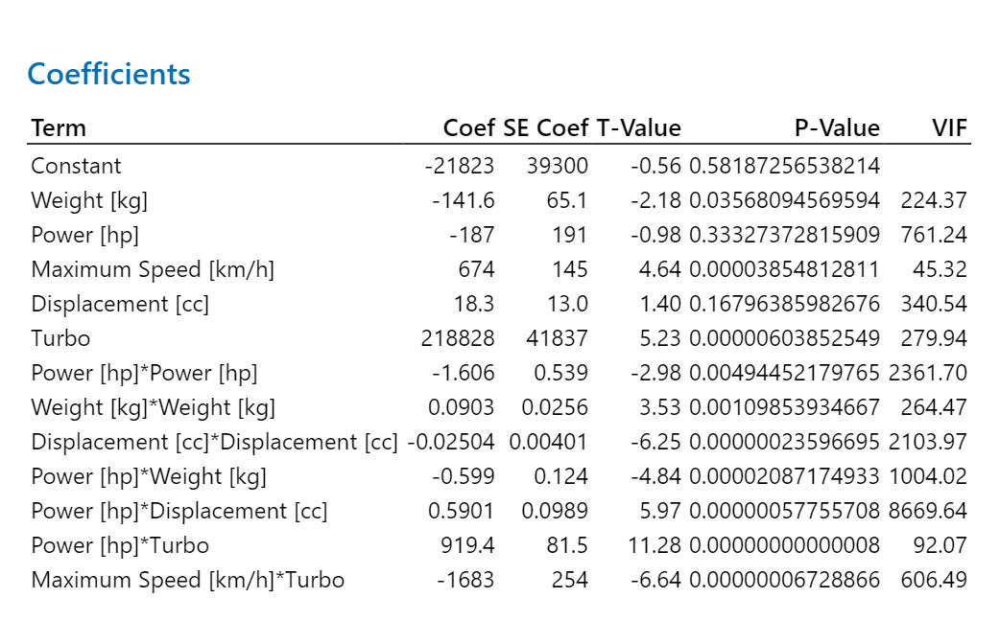 Coefficients
Term Coef SE Coef T-Value P-Value VIF
Constant -21823 39300 -0.56 0.58187256538214
Weight [kg] -141.6 65.1 -2.18 0.03568094569594 224.37
Power [hp] -187 191 -0.98 0.33327372815909 761.24
Maximum Speed [km/h] 674 145 4.64 0.00003854812811 45.32
Displacement [cc] 18.3 13.0 1.40 0.16796385982676 340.54
Turbo 218828 41837 5.23 0.00000603852549 279.94
Power [hp]*Power [hp] -1.606 0.539 -2.98 0.00494452179765 2361.70
Weight [kg]*Weight [kg] 0.0903 0.0256 3.53 0.00109853934667 264.47
Displacement [cc]*Displacement [cc] -0.02504 0.00401 -6.25 0.00000023596695 2103.97
Power [hp]*Weight [kg] -0.599 0.124 -4.84 0.00002087174933 1004.02
Power [hp]*Displacement [cc] 0.5901 0.0989 5.97 0.00000057755708 8669.64
Power [hp]*Turbo 919.4 81.5 11.28 0.00000000000008 92.07
Maximum Speed [km/h]*Turbo -1683 254 -6.64 0.00000006728866 606.49